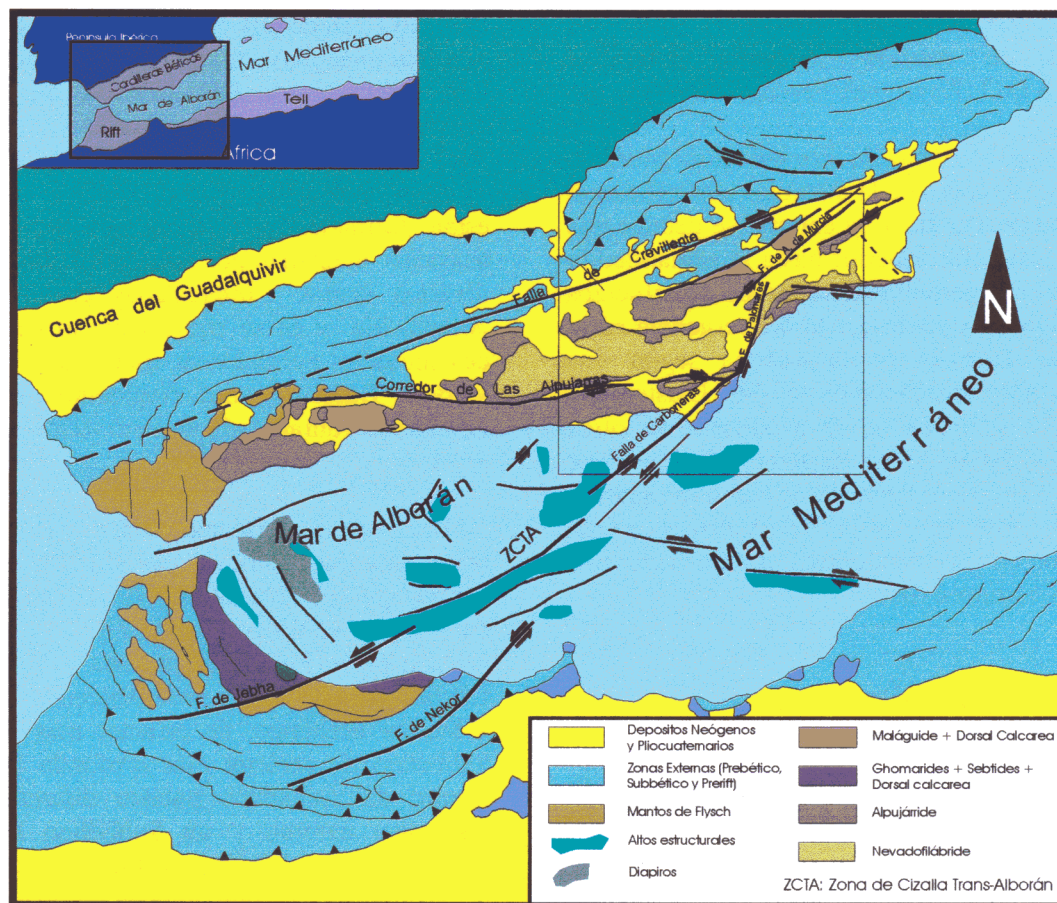 Península Ibérica
Mar Mediterráneo
Cordilleras Béticas
Mar de Alborán
Tell
Rift
África
Cuenca del Guadalquivir
Falla de Crevillente
F. de A. de Murcia
F. de Palomares
N
Corredor de Las Alpujarras
Falla de Carboneras
Mar de Alborán
Mar Mediterráneo
ZCTA
F. de Jebha
F. de Nekor
Depositos Neógenos
y Pliocuaternarios
Zonas Externas (Prebético,
Subbético y Prerift)
Mantos de Flysch
Altos estructurales
Diapiros
Maláguide + Dorsal Calcarea
Ghomarides + Sebtides +
Dorsal calcarea
Alpujárride
Nevadofilábride
ZCTA: Zona de Cizalla Trans-Alborán